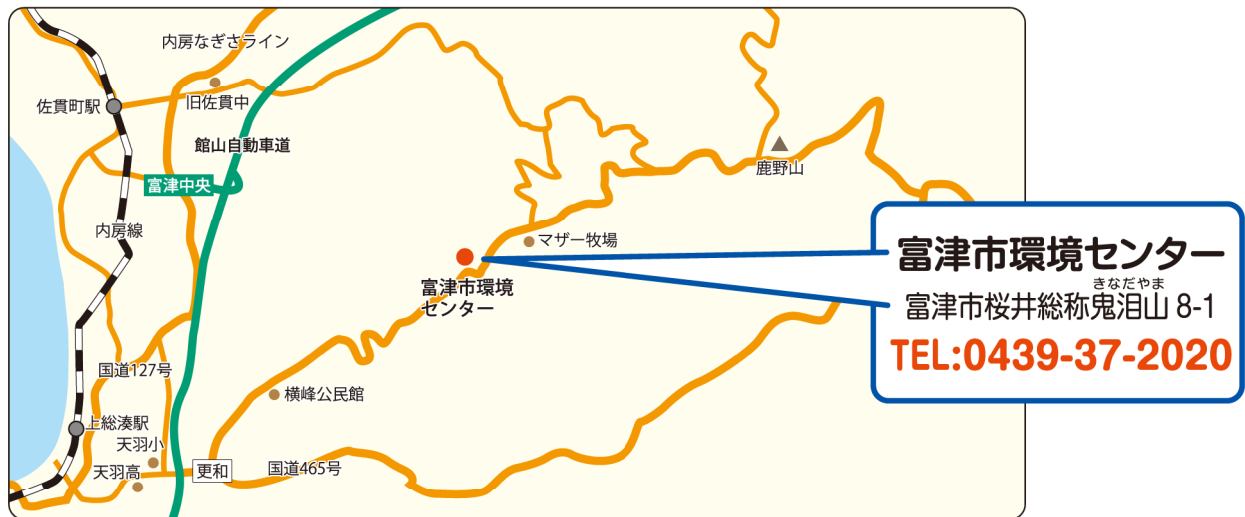 内房なぎさライン
佐貫町駅
旧佐貫中
館山自動車道
鹿野山
富津中央
内房線
マザー牧場
富津市環境
センター
富津市環境センター
きなだやま
富津市桜井総称鬼泪山 8-1
TEL:0439-37-2020
国道127号
横峰公民館
上総湊駅
天羽小
天羽高
更和
国道465号